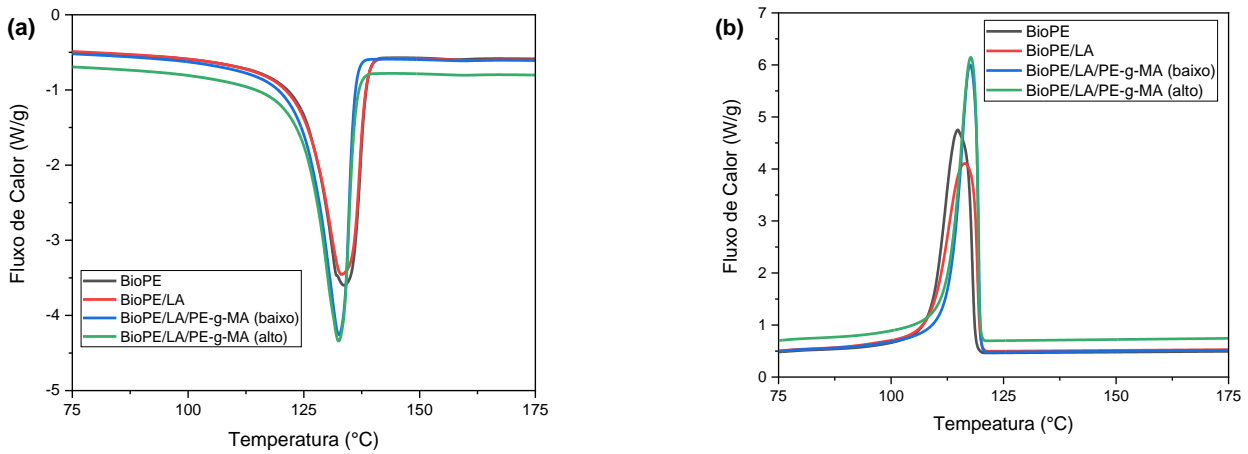 (a)
0
-1
-2
-3
-4
-5
Fluxo de Calor (W/g)
BioPE
BioPE/LA
BioPE/LA/PE-g-MA (baixo)
BioPE/LA/PE-g-MA (alto)
75
100
125
150
175
Temperatura (°C)
(b)
7
6
5
4
3
2
1
0
Fluxo de Calor (W/g)
BioPE
BioPE/LA
BioPE/LA/PE-g-MA (baixo)
BioPE/LA/PE-g-MA (alto)
75
100
125
150
175
Tempeatura (°C)